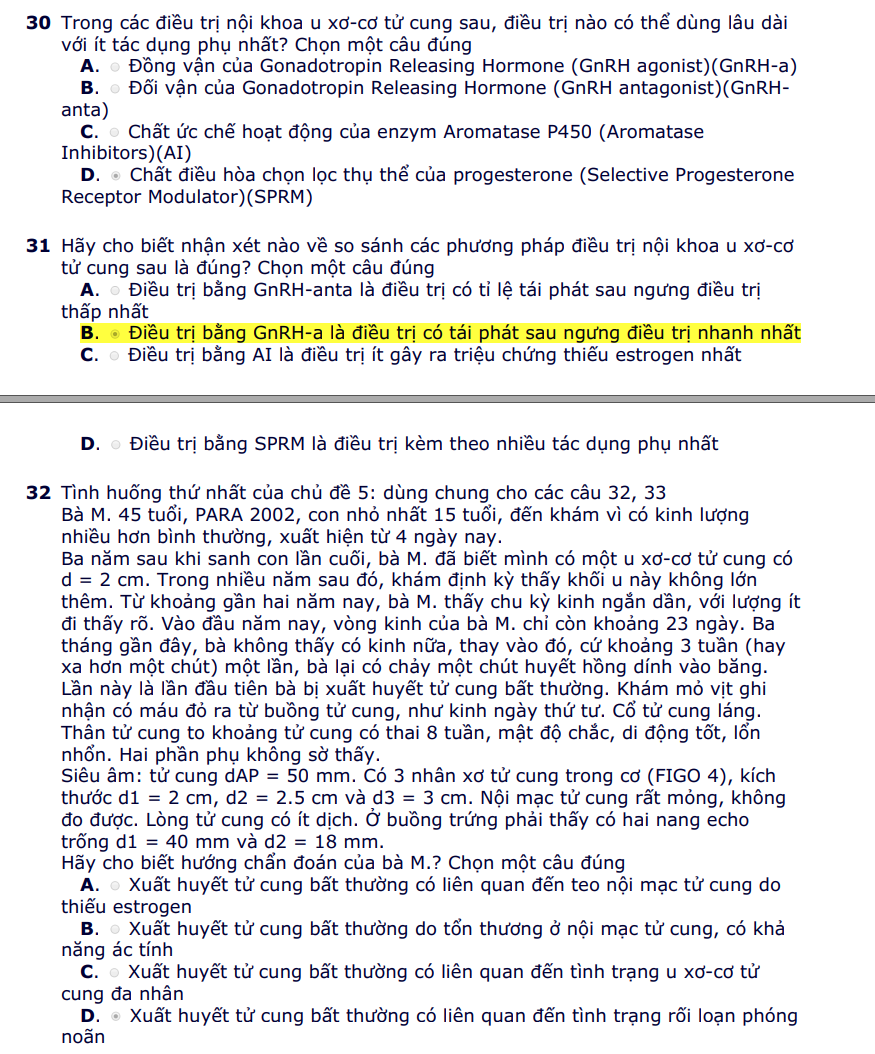 30 Trong các điều trị nội khoa u xơ-cơ tử cung sau, điều trị nào có thể dùng lâu dài
với ít tác dụng phụ nhất? Chọn một câu đúng
A. Đồng vận của Gonadotropin Releasing Hormone (GnRH agonist)(GnRH-a)
B. Đối vận của Gonadotropin Releasing Hormone (GnRH antagonist)(GnRH-
anta)
C. Chất ức chế hoạt động của enzym Aromatase P450 (Aromatase
Inhibitors)(AI)
D. Chất điều hòa chọn lọc thụ thể của progesterone (Selective Progesterone
Receptor Modulator)(SPRM)
31 Hãy cho biết nhận xét nào về so sánh các phương pháp điều trị nội khoa u xơ-cơ
tử cung sau là đúng? Chọn một câu đúng
A. Điều trị bằng GnRH-anta là điều trị có tỉ lệ tái phát sau ngưng điều trị
thấp nhất
B. Điều trị bằng GnRH-a là điều trị có tái phát sau ngưng điều trị nhanh nhất
C. Điều trị bằng AI là điều trị ít gây ra triệu chứng thiếu estrogen nhất
D. Điều trị bằng SPRM là điều trị kèm theo nhiều tác dụng phụ nhất
32 Tình huống thứ nhất của chủ đề 5: dùng chung cho các câu 32, 33
Bà M. 45 tuổi, PARA 2002, con nhỏ nhất 15 tuổi, đến khám vì có kinh lượng
nhiều hơn bình thường, xuất hiện từ 4 ngày nay.
Ba năm sau khi sanh con lần cuối, bà M. đã biết mình có một u xơ-cơ tử cung có
d = 2 cm. Trong nhiều năm sau đó, khám định kỳ thấy khối u này không lớn
thêm. Từ khoảng gần hai năm nay, bà M. thấy chu kỳ kinh ngắn dần, với lượng ít
đi thấy rõ. Vào đầu năm nay, vòng kinh của bà M. chỉ còn khoảng 23 ngày. Ba
tháng gần đây, bà không thấy có kinh nữa, thay vào đó, cứ khoảng 3 tuần (hay
xa hơn một chút) một lần, bà lại có chảy một chút huyết hồng dính vào băng.
Lần này là lần đầu tiên bà bị xuất huyết tử cung bất thường. Khám mỏ vịt ghi
nhận có máu đỏ ra từ buồng tử cung, như kinh ngày thứ tư. Cổ tử cung láng.
Thân tử cung to khoảng tử cung có thai 8 tuần, mật độ chắc, di động tốt, lổn
nhổn. Hai phần phụ không sờ thấy.
Siêu âm: tử cung dAP = 50 mm. Có 3 nhân xơ tử cung trong cơ (FIGO 4), kích
thước d1 = 2 cm, d2 = 2.5 cm và d3 = 3 cm. Nội mạc tử cung rất mỏng, không
đo được. Lòng tử cung có ít dịch. Ở buồng trứng phải thấy có hai nang echo
trống d1 = 40 mm và d2 = 18 mm.
Hãy cho biết hướng chẩn đoán của bà M.? Chọn một câu đúng
A. Xuất huyết tử cung bất thường có liên quan đến teo nội mạc tử cung do
thiếu estrogen
B. Xuất huyết tử cung bất thường do tổn thương ở nội mạc tử cung, có khả
năng ác tính
C. Xuất huyết tử cung bất thường có liên quan đến tình trạng u xơ-cơ tử
cung đa nhân
D. Xuất huyết tử cung bất thường có liên quan đến tình trạng rối loạn phóng
noãn